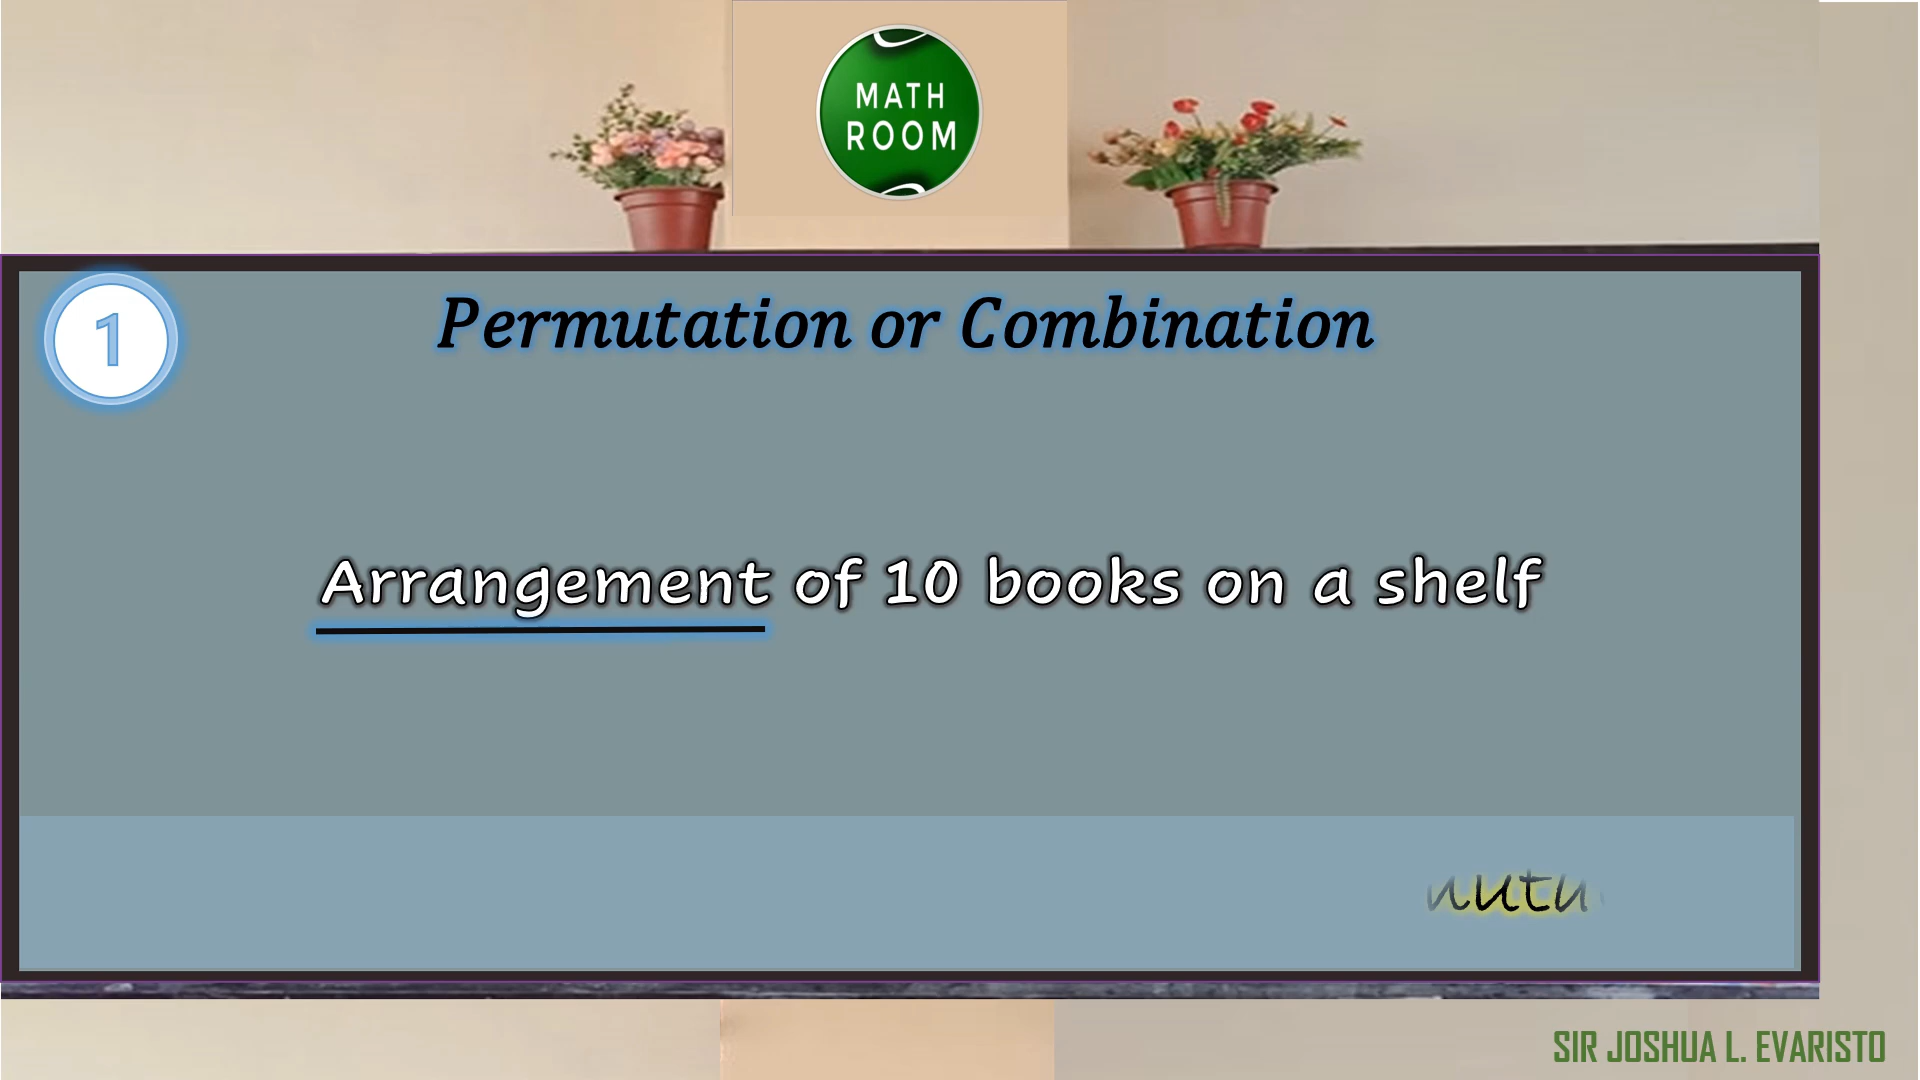 MATH
ROOM
1
Permutation or Combination
Arrangement of 10 books on a shelf
SIR JOSHUA L. EVARISTO